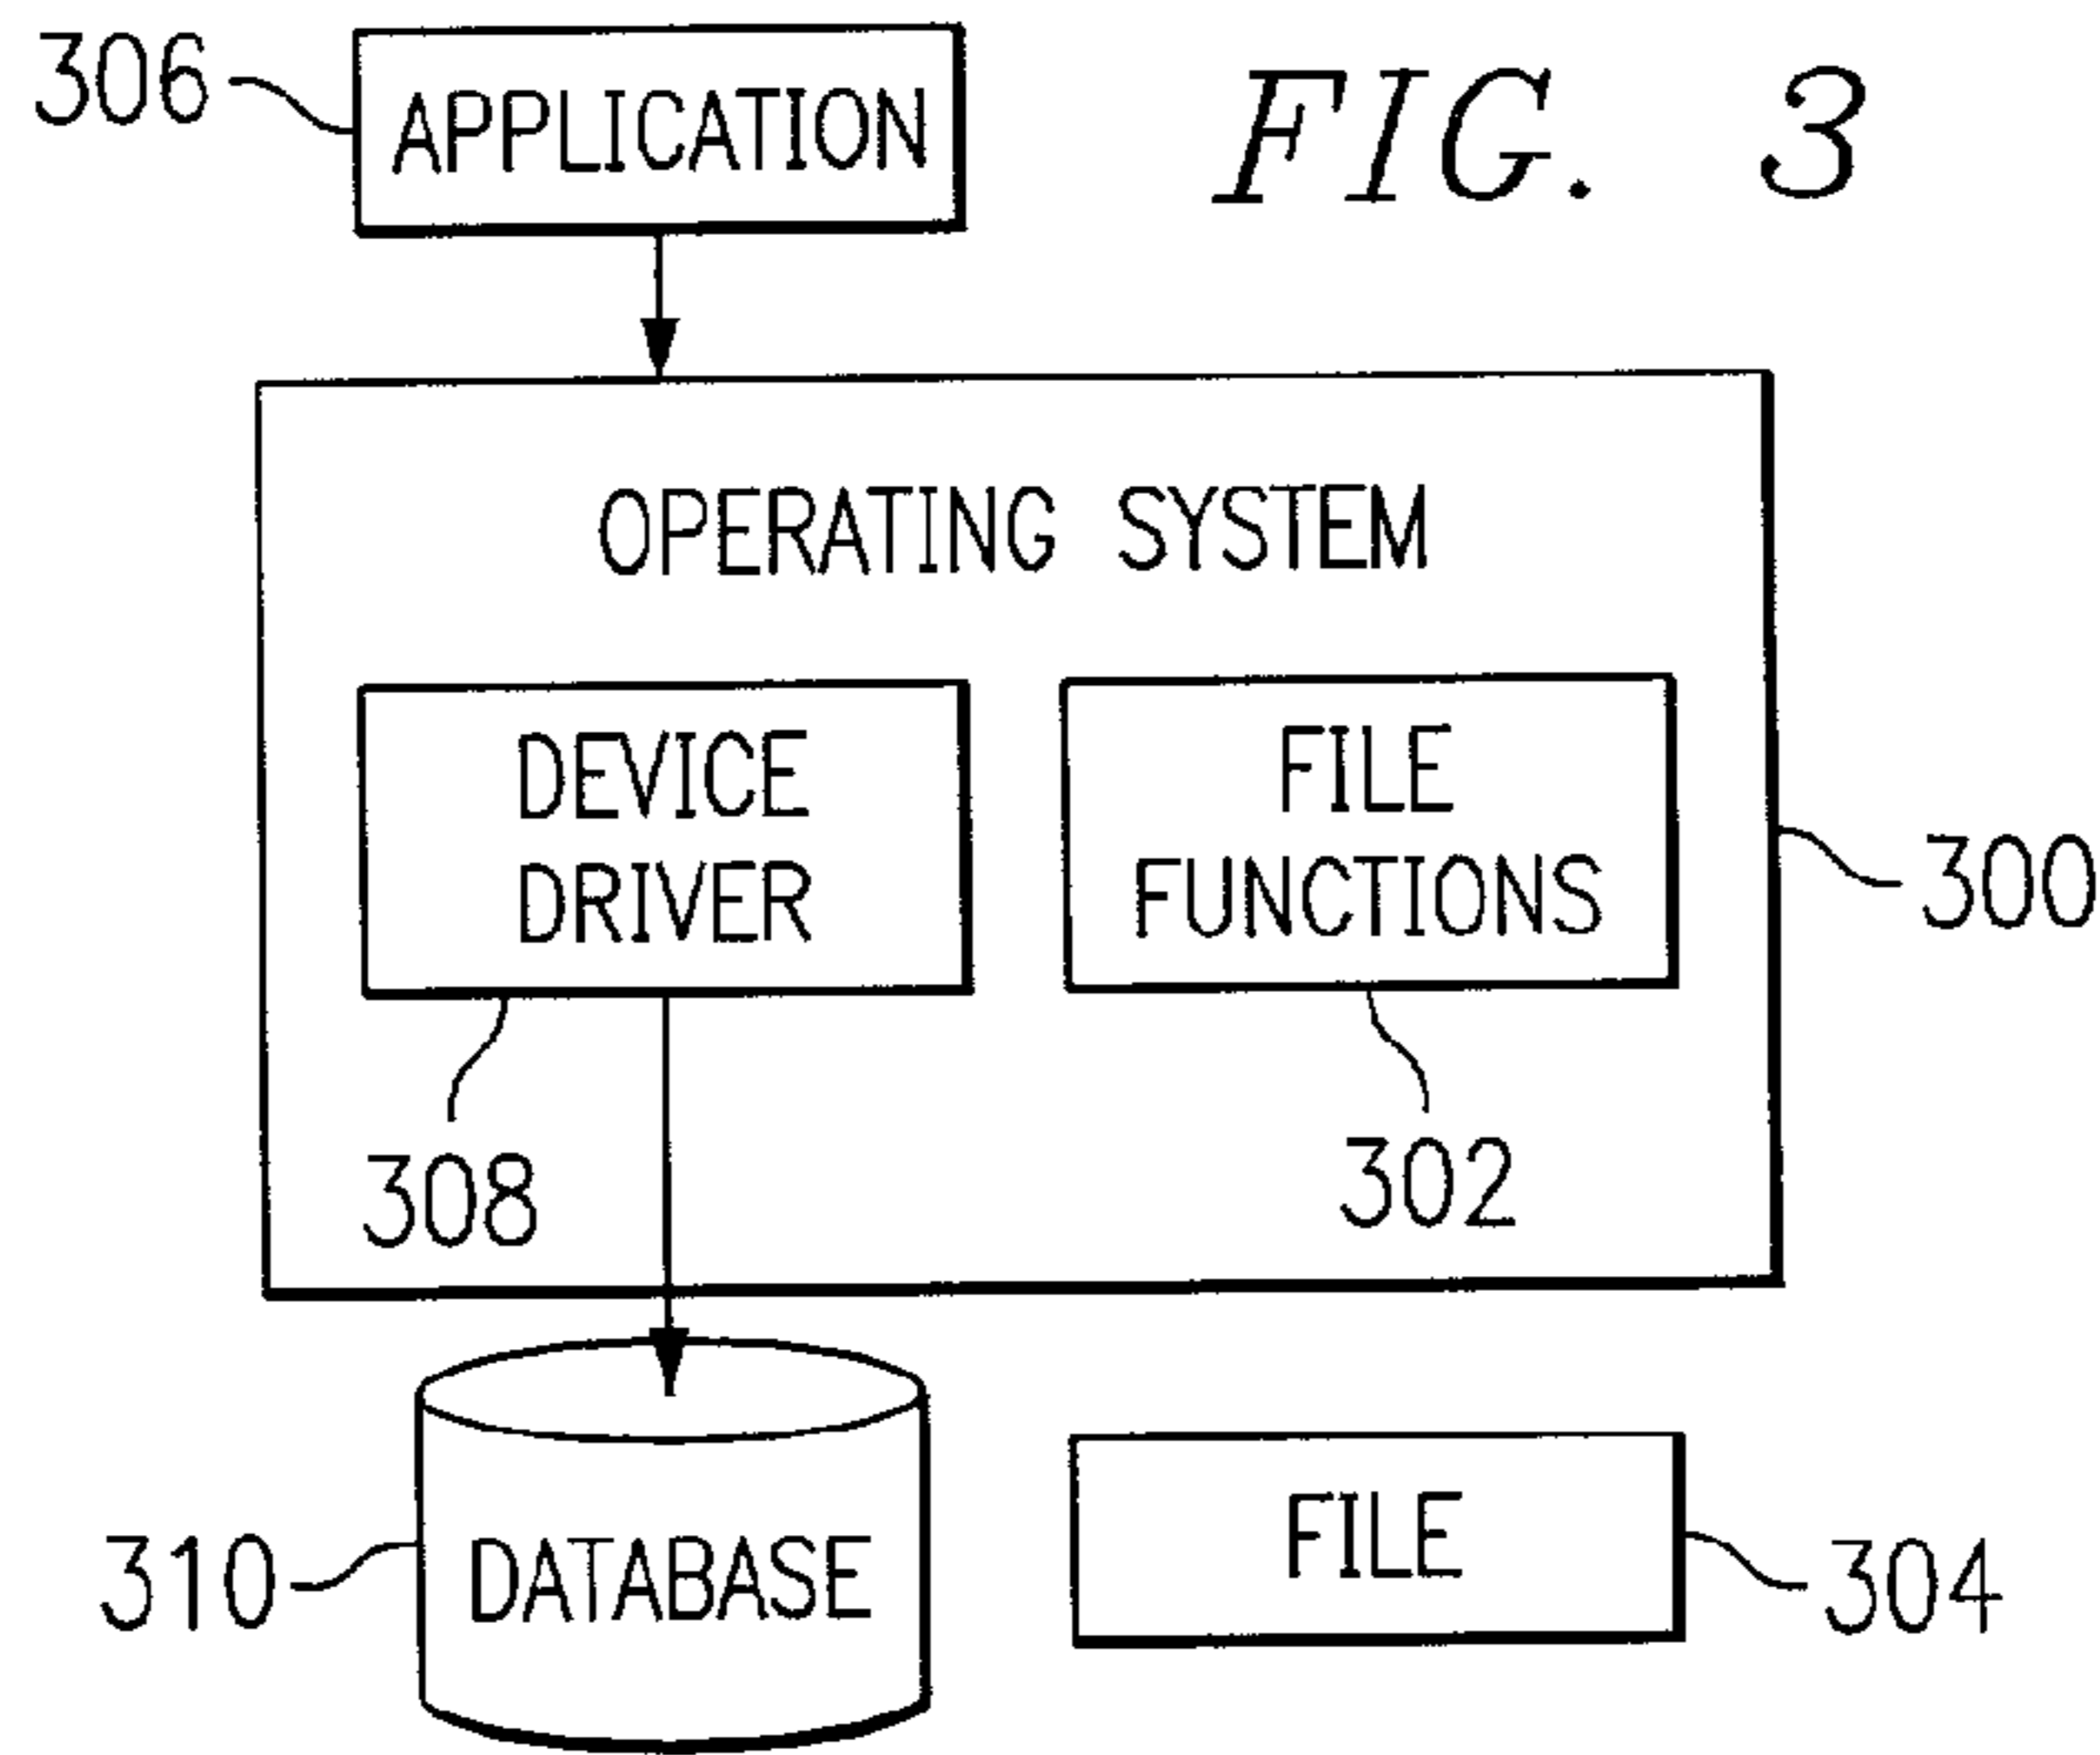 306
APPLICATION
FIG. 3
OPERATING SYSTEM
DEVICE
DRIVER
FILE
FUNCTIONS
300
308
302
310
DATABASE
FILE
304